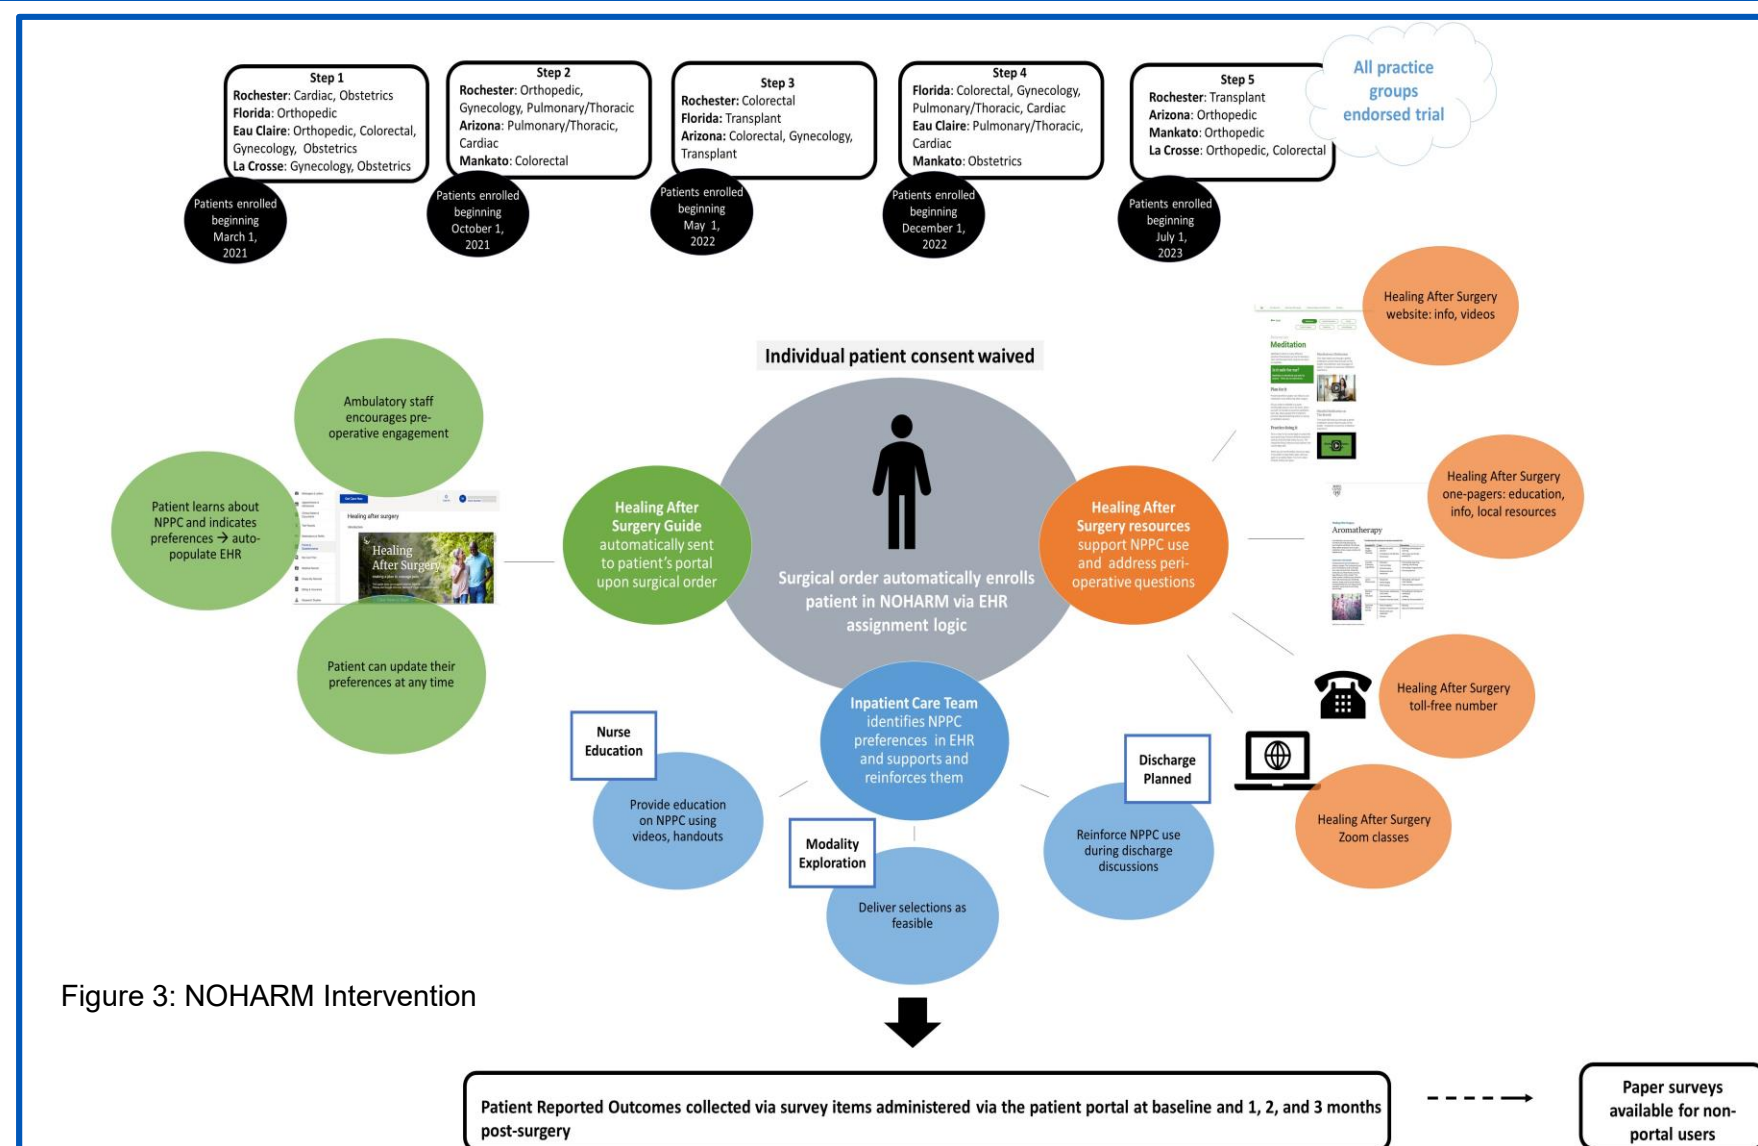 Step 1
Rochester: Cardiac, Obstetrics
Florida: Orthopedic
Eau Claire: Orthopedic, Colorectal,
Gynecology, Obstetrics
La Crosse: Gynecology, Obstetrics
Step 2
Rochester: Orthopedic,
Gynecology, Pulmonary/Thoracic
Arizona: Pulmonary/Thoracic,
Cardiac
Mankato: Colorectal
Step 3
Rochester: Colorectal
Florida: Transplant
Arizona: Colorectal, Gynecology,
Transplant
Step 4
Florida: Colorectal, Gynecology,
Pulmonary/Thoracic, Cardiac
Eau Claire: Pulmonary/Thoracic,
Cardiac
Mankato: Obstetrics
Step 5
Rochester: Transplant
Arizona: Orthopedic
Mankato: Orthopedic
La Crosse: Orthopedic, Colorectal
All practice
groups
endorsed trial
Patients enrolled
beginning
March 1,
2021
Patients enrolled
beginning
October 1,
2021
Patients enrolled
beginning
May 1,
2022
Patients enrolled
beginning
December 1,
2022
Patients enrolled
beginning
July 1,
2023
Individual patient consent waived
Surgical order automatically enrolls
patient in NOHARM via EHR
assignment logic
Ambulatory staff
encourages pre-
operative engagement
Patient learns about
NPPC and indicates
preferences → auto-
populate EHR
Patient can update their
preferences at any time
Healing after surgery
Healing
After Surgery
Healing After
Surgery Guide
automatically sent
to patient's portal
upon surgical order
Healing After
Surgery resources
support NPPC use
and address peri-
operative questions
Meditation
Aromatherapy
Healing After Surgery
website: info, videos
Healing After Surgery
one-pagers: education,
info, local resources
Healing After Surgery
toll-free number
Healing After Surgery
Zoom classes
Inpatient Care Team
identifies NPPC
preferences in EHR
and supports and
reinforces them
Nurse
Education
Provide education
on NPPC using
videos, handouts
Modality
Exploration
Deliver selections as
feasible
Discharge
Planned
Reinforce NPPC use
during discharge
discussions
Figure 3: NOHARM Intervention
Patient Reported Outcomes collected via survey items administered via the patient portal at baseline and 1, 2, and 3 months
post-surgery
Paper surveys
available for non-
portal users